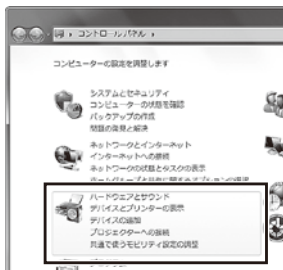 コントロール パネル
コンピューターの設定を調整します
システムとセキュリティ
コンピューターの状態を確認
バックアップの作成
問題の発見と解決
ネットワークとインターネット
インターネットへの接続
ネットワークの状態とタスクの表示
ハードウェアとサウンド
デバイスとプリンターの表示
デバイスの追加
プロジェクターへの接続
共通で使うモビリティ設定の調整